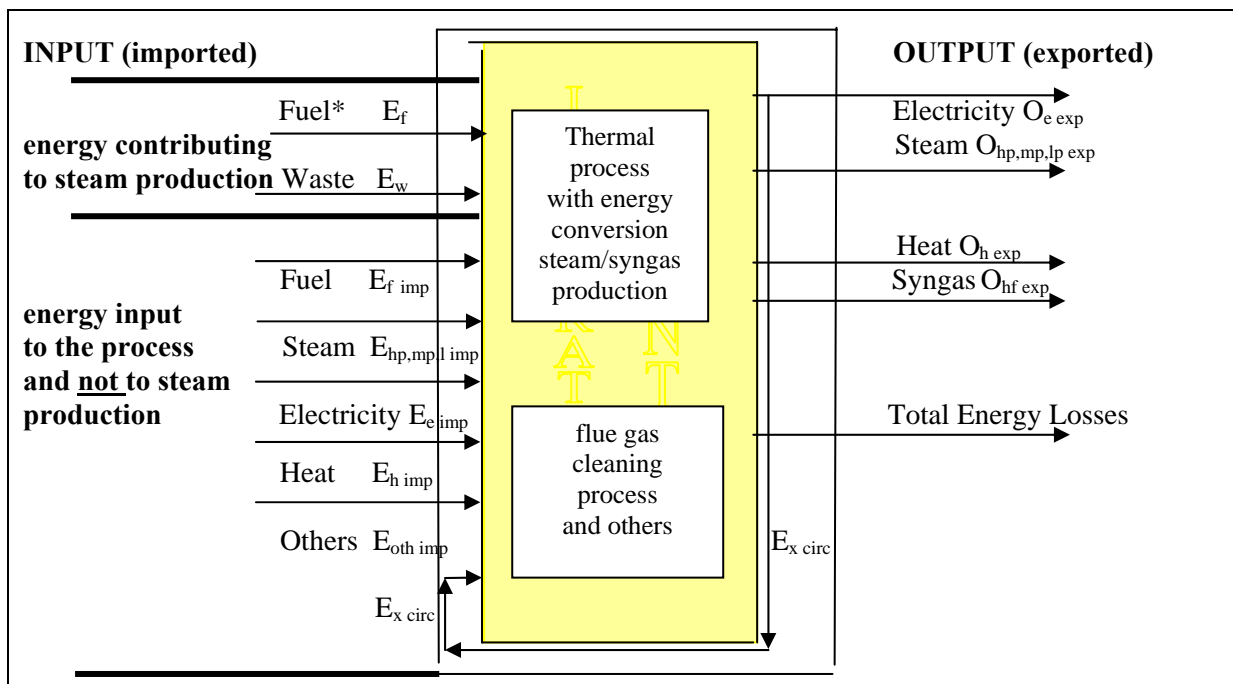 INPUT (imported)
OUTPUT (exported)
Fuel* E_f
energy contributing
to steam production
Waste E_w
Fuel E_f imp
energy input
to the process
and not to steam
production
Steam E_hp,mp,l imp
Electricity E_e imp
Heat E_h imp
Others E_oth imp
E_x circ
Thermal
process
with energy
conversion
steam/syngas
production
flue gas
cleaning
process
and others
Electricity O_e exp
Steam O_hp,mp,lp exp
Heat O_h exp
Syngas O_hf exp
Total Energy Losses
E_x circ